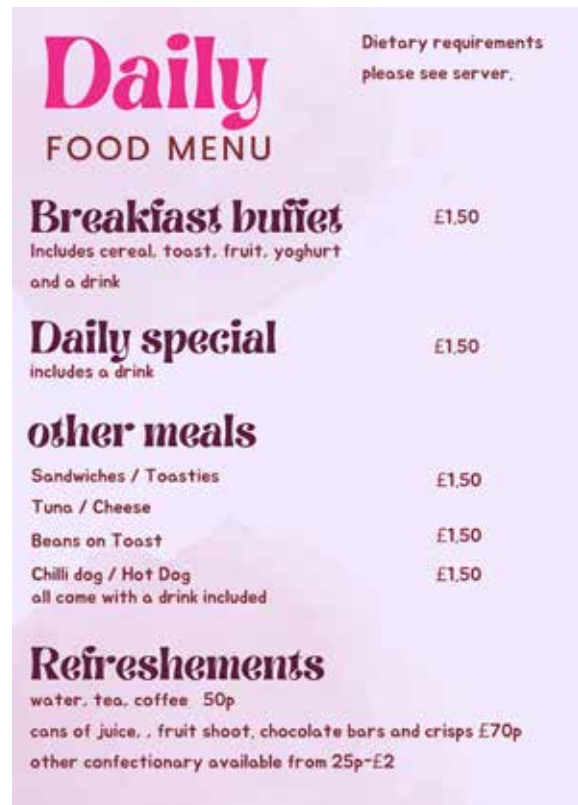 Daily
FOOD MENU
Dietary requirements
please see server.
Breakfast buffet £1.50
Includes cereal, toast, fruit, yoghurt
and a drink
Daily special £1.50
includes a drink
other meals
Sandwiches / Toasties £1.50
Tuna / Cheese
Beans on Toast £1.50
Chilli dog / Hot Dog £1.50
all come with a drink included
Refreshements
water, tea, coffee 50p
cans of juice, , fruit shoot, chocolate bars and crisps £70p
other confectionary available from 25p-£2